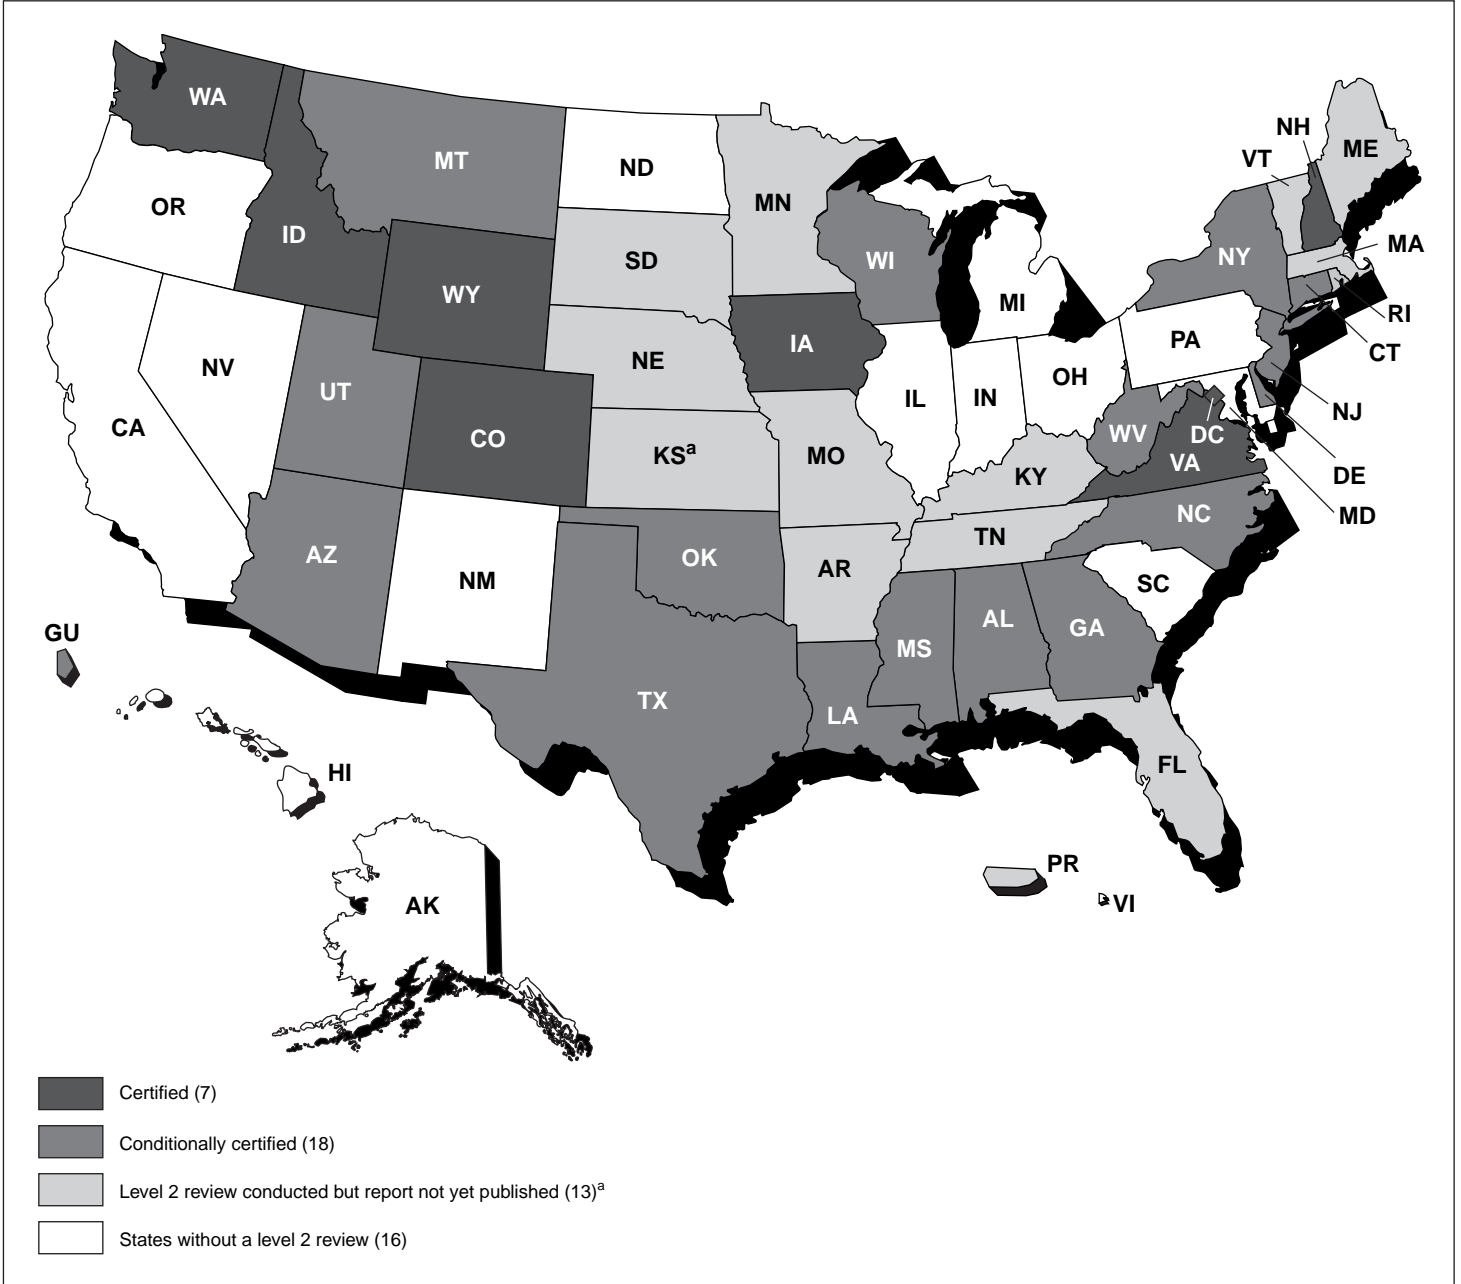 WA
MT
ND
MN
NH
VT
ME
OR
ID
SD
WI
NY
MA
WY
MI
RI
NV
UT
NE
IA
PA
CT
CA
CO
KSa
MO
IL
IN
OH
NJ
WV
DC
VA
KY
DE
MD
AZ
NM
OK
AR
TN
NC
SC
GU
TX
LA
MS
AL
GA
HI
FL
AK
PR
VI
Certified (7)
Conditionally certified (18)
Level 2 review conducted but report not yet published (13)a
States without a level 2 review (16)